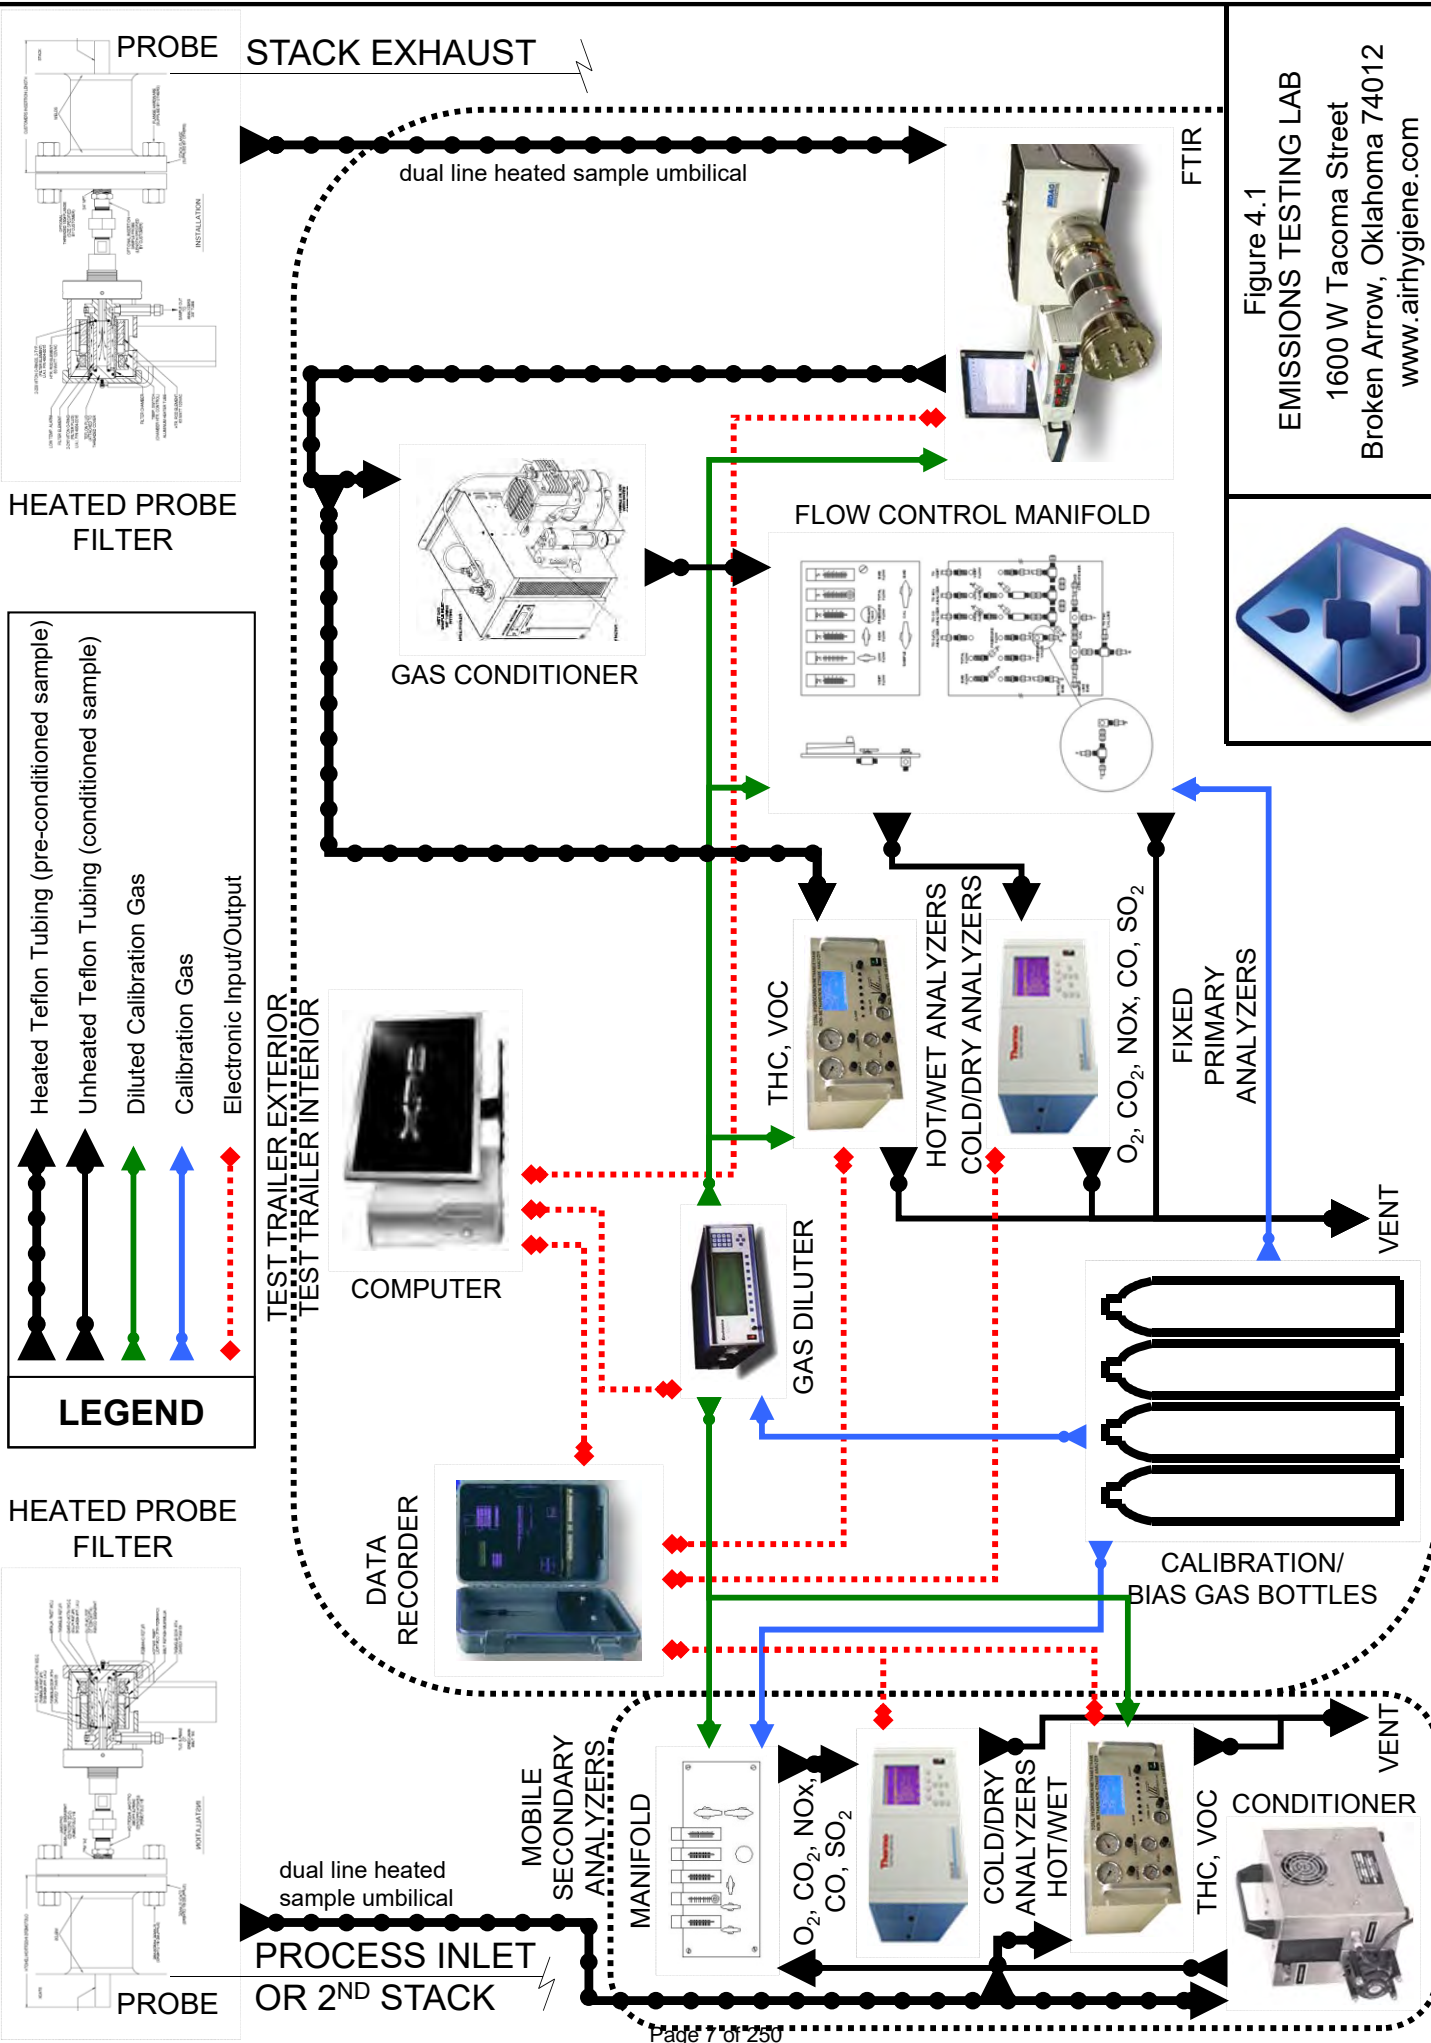 PROBE
STACK EXHAUST
INSTALLATION
dual line heated sample umbilical
HEATED PROBE
FILTER
FTIR
Figure 4.1
EMISSIONS TESTING LAB
1600 W Tacoma Street
Broken Arrow, Oklahoma 74012
www.airhygiene.com
FLOW CONTROL MANIFOLD
GAS CONDITIONER
LEGEND
Heated Teflon Tubing (pre-conditioned sample)
Unheated Teflon Tubing (conditioned sample)
Diluted Calibration Gas
Calibration Gas
Electronic Input/Output
TEST TRAILER EXTERIOR
TEST TRAILER INTERIOR
COMPUTER
THC, VOC
HOT/WET ANALYZERS
COLD/DRY ANALYZERS
Thermo
O₂, CO₂, NOx, CO, SO₂
FIXED
PRIMARY
ANALYZERS
VENT
GAS DILUTER
DATA
RECORDER
CALIBRATION/
BIAS GAS BOTTLES
HEATED PROBE
FILTER
INSTALLATION
dual line heated
sample umbilical
PROCESS INLET
OR 2ND STACK
PROBE
MOBILE
SECONDARY
ANALYZERS
MANIFOLD
O₂, CO₂, NOx,
CO, SO₂
Thermo
COLD/DRY
ANALYZERS
HOT/WET
THC, VOC
VENT
CONDITIONER
Page 7 of 250